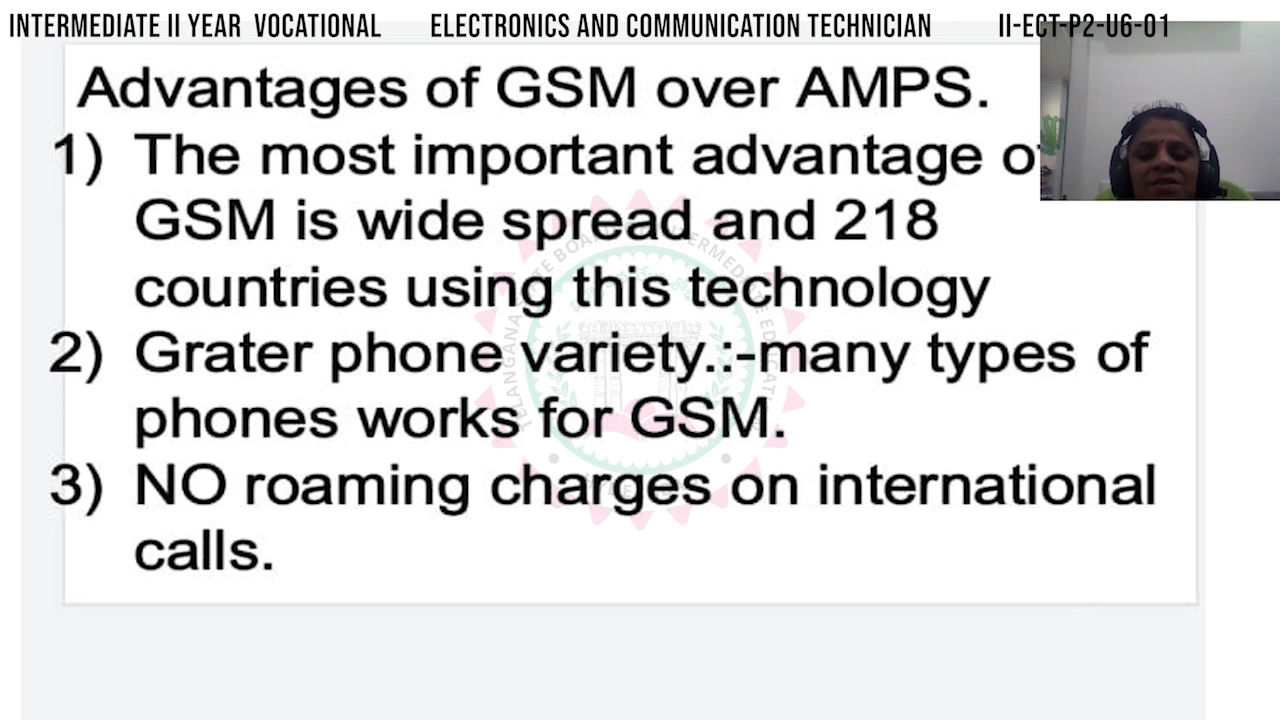 INTERMEDIATE II YEAR VOCATIONAL ELECTRONICS AND COMMUNICATION TECHNICIAN II-ECT-P2-U6-01
Advantages of GSM over AMPS.
1) The most important advantage of
GSM is wide spread and 218
countries using this technology
2) Grater phone variety.:-many types of
phones works for GSM.
3) NO roaming charges on international
calls.